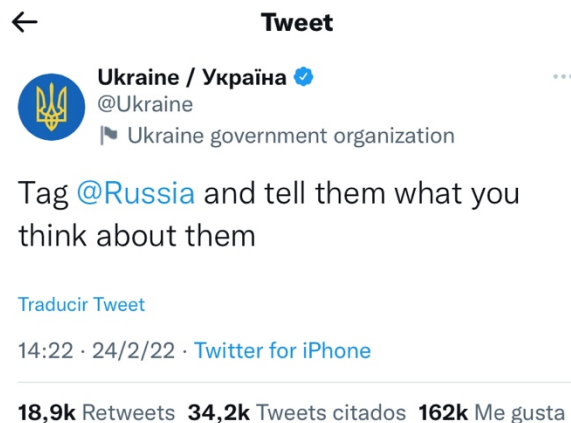 Tweet
Ukraine / Україна
@Ukraine
Ukraine government organization
Tag @Russia and tell them what you
think about them
Traducir Tweet
14:22 · 24/2/22 · Twitter for iPhone
18,9k Retweets 34,2k Tweets citados 162k Me gusta